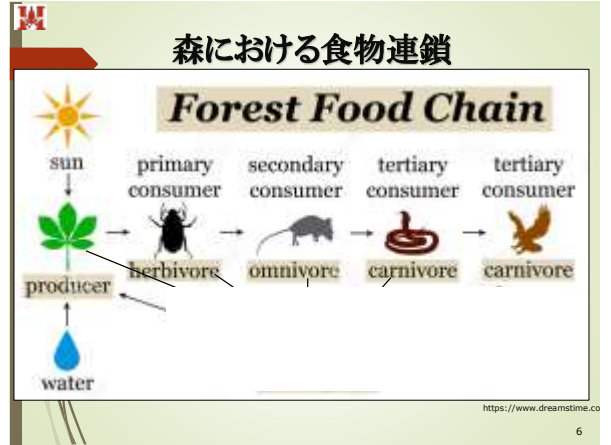 森における食物連鎖
Forest Food Chain
sun
primary consumer
secondary consumer
tertiary consumer
tertiary consumer
herbivore
omnivore
carnivore
carnivore
producer
water
https://www.dreamstime.co
6